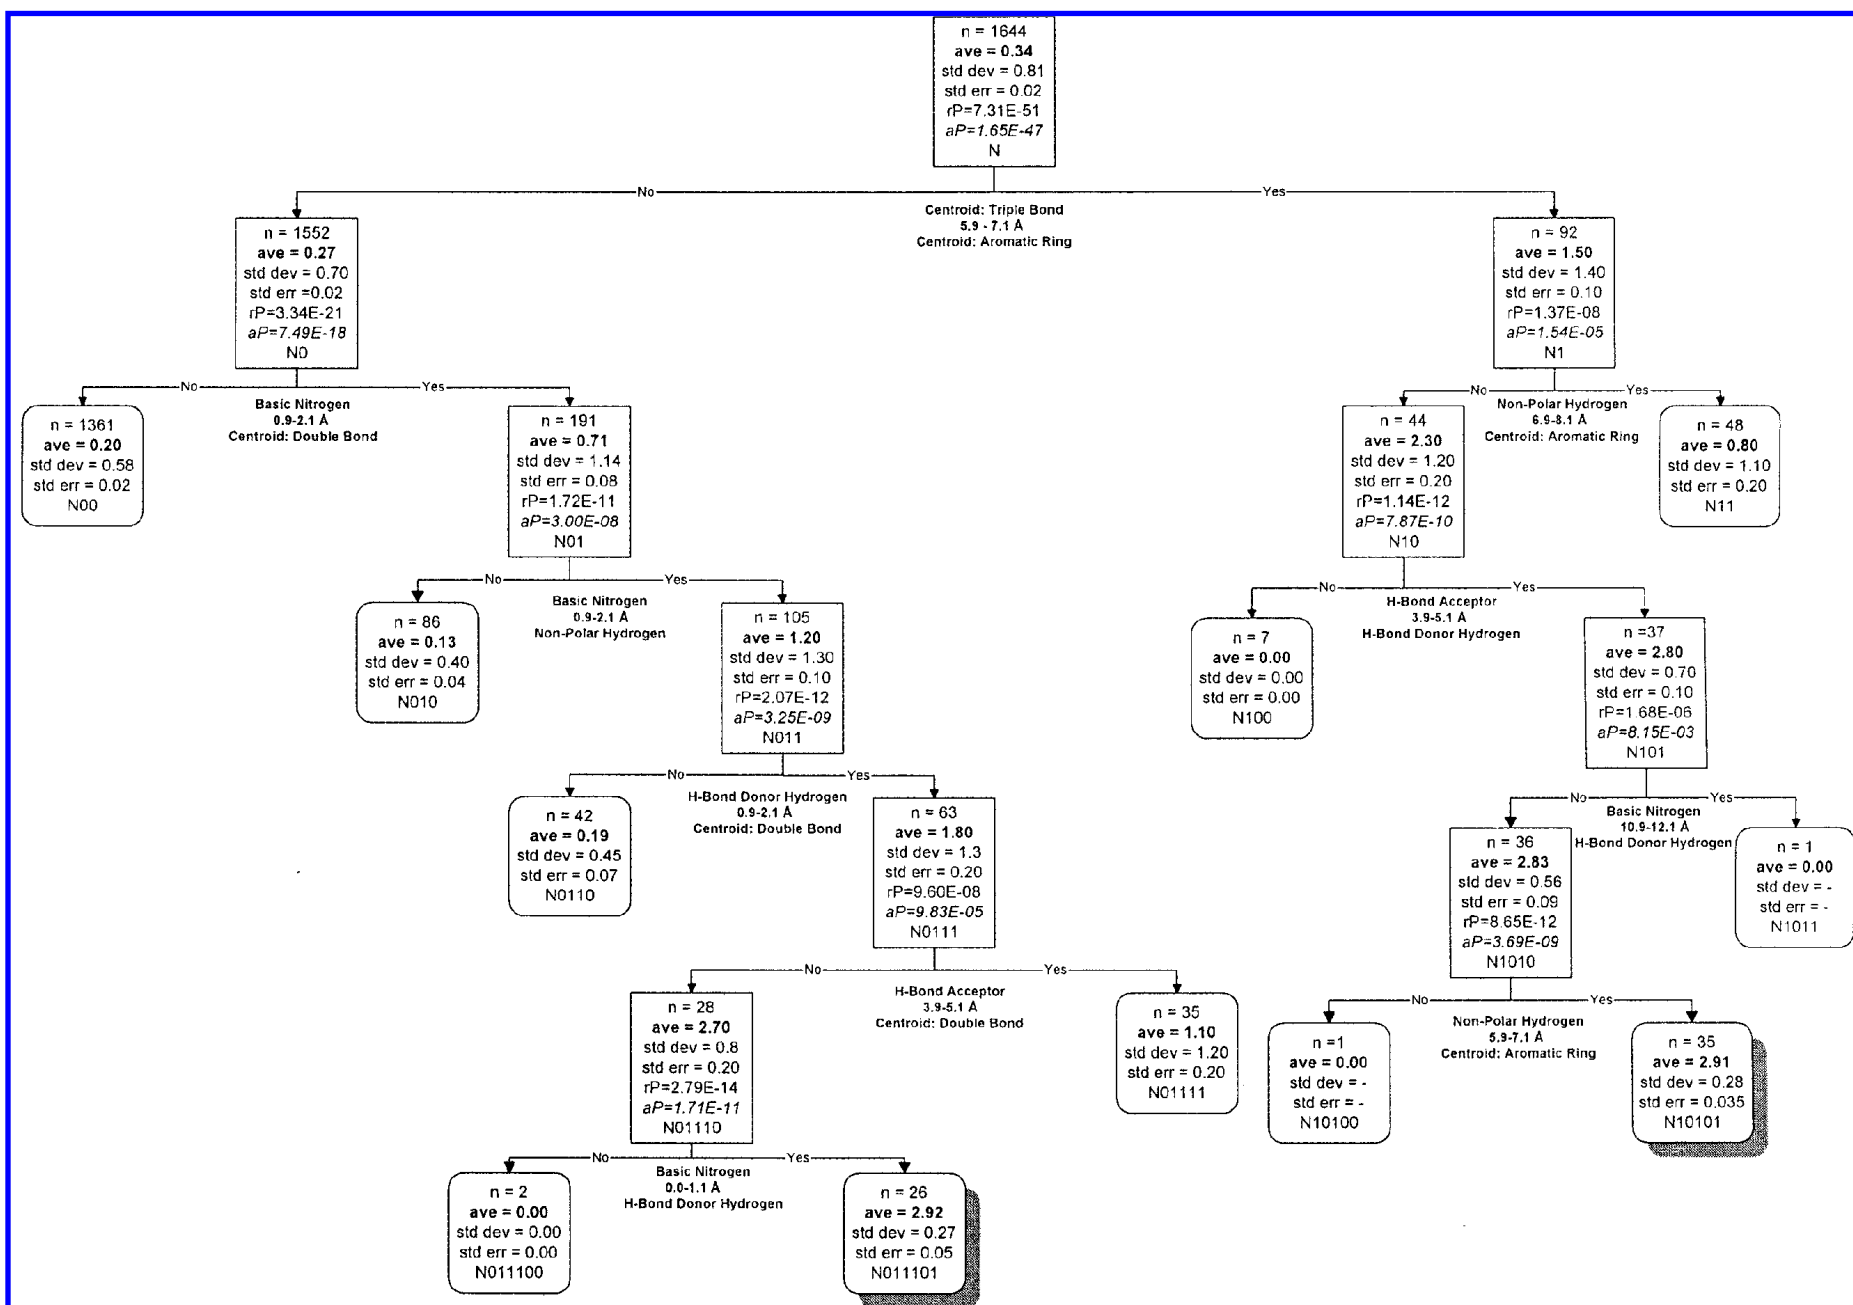 n = 1644
ave = 0.34
std dev = 0.81
std err = 0.02
rP=7.31E-51
aP=1.65E-47
N
No
Yes
Centroid: Triple Bond
5.9 - 7.1 Å
Centroid: Aromatic Ring
n = 1552
ave = 0.27
std dev = 0.70
std err =0.02
rP=3.34E-21
aP=7.49E-18
N0
n = 92
ave = 1.50
std dev = 1.40
std err = 0.10
rP=1.37E-08
aP=1.54E-05
N1
No
Yes
Basic Nitrogen
0.9-2.1 Å
Centroid: Double Bond
No
Yes
Non-Polar Hydrogen
6.9-8.1 Å
Centroid: Aromatic Ring
n = 1361
ave = 0.20
std dev = 0.58
std err = 0.02
N00
n = 191
ave = 0.71
std dev = 1.14
std err = 0.08
rP=1.72E-11
aP=3.00E-08
N01
n = 44
ave = 2.30
std dev = 1.20
std err = 0.20
rP=1.14E-12
aP=7.87E-10
N10
n = 48
ave = 0.80
std dev = 1.10
std err = 0.20
N11
No
Yes
Basic Nitrogen
0.9-2.1 Å
Non-Polar Hydrogen
No
Yes
H-Bond Acceptor
3.9-5.1 Å
H-Bond Donor Hydrogen
n = 86
ave = 0.13
std dev = 0.40
std err = 0.04
N010
n = 105
ave = 1.20
std dev = 1.30
std err = 0.10
rP=2.07E-12
aP=3.25E-09
N011
n = 7
ave = 0.00
std dev = 0.00
std err = 0.00
N100
n =37
ave = 2.80
std dev = 0.70
std err = 0.10
rP=1.68E-06
aP=8.15E-03
N101
No
Yes
H-Bond Donor Hydrogen
0.9-2.1 Å
Centroid: Double Bond
No
Yes
Basic Nitrogen
10.9-12.1 Å
H-Bond Donor Hydrogen
n = 42
ave = 0.19
std dev = 0.45
std err = 0.07
N0110
n = 63
ave = 1.80
std dev = 1.3
std err = 0.20
rP=9.60E-08
aP=9.83E-05
N0111
n = 36
ave = 2.83
std dev = 0.56
std err = 0.09
rP=8.65E-12
aP=3.69E-09
N1010
n = 1
ave = 0.00
std dev = -
std err = -
N1011
No
Yes
H-Bond Acceptor
3.9-5.1 Å
Centroid: Double Bond
No
Yes
Non-Polar Hydrogen
5.9-7.1 Å
Centroid: Aromatic Ring
n = 28
ave = 2.70
std dev = 0.8
std err = 0.20
rP=2.79E-14
aP=1.71E-11
N01110
n = 35
ave = 1.10
std dev = 1.20
std err = 0.20
N01111
n =1
ave = 0.00
std dev = -
std err = -
N10100
n = 35
ave = 2.91
std dev = 0.28
std err = 0.035
N10101
No
Yes
Basic Nitrogen
0.0-1.1 Å
H-Bond Donor Hydrogen
n = 2
ave = 0.00
std dev = 0.00
std err = 0.00
N011100
n = 26
ave = 2.92
std dev = 0.27
std err = 0.05
N011101